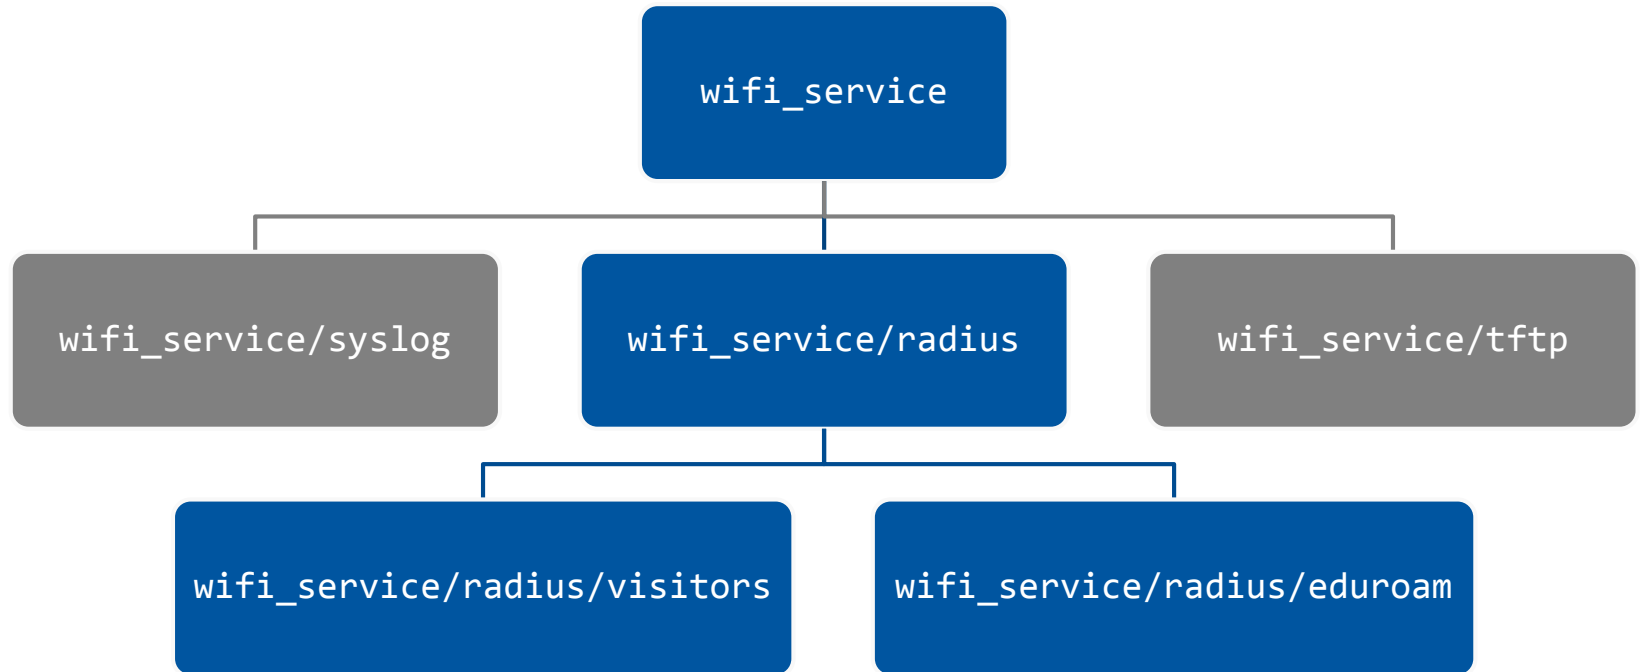 wifi_service
wifi_service/syslog
wifi_service/radius
wifi_service/tftp
wifi_service/radius/visitors
wifi_service/radius/eduroam